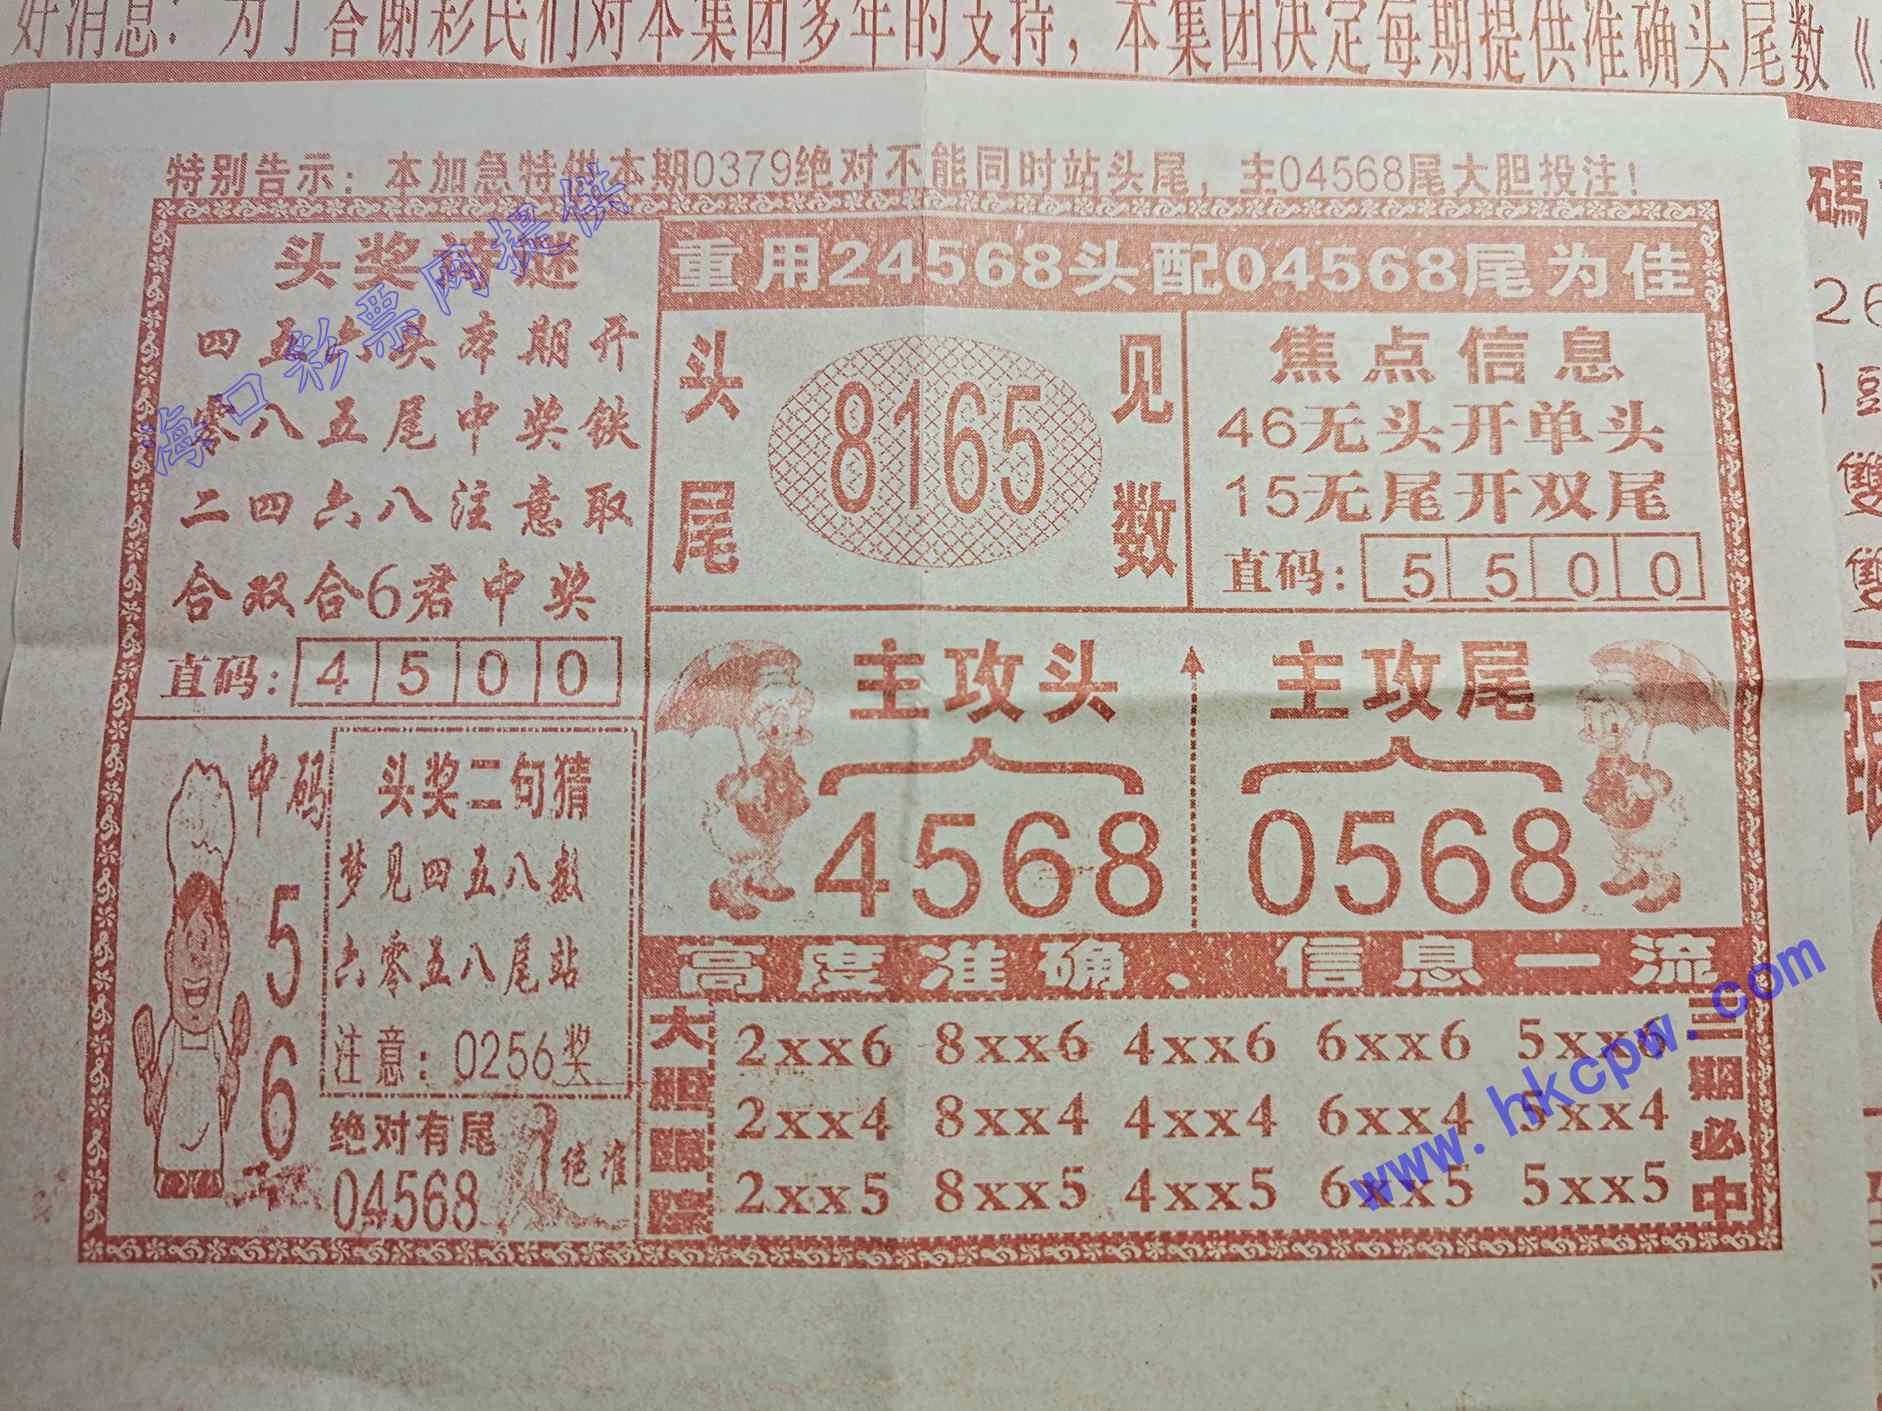 好消息：为了答谢彩民们对本集团多年的支持，本集团决定每期提供准确头尾数《
特别告示：本加急特供本期0379绝对不能同时站头尾，主04568尾大胆投注！
头奖诗谜
四五六头本期开
零八五尾中奖铁
二四六八注意取
合双合6君中奖
直码：4500
重用24568头配04568尾为佳
头尾
8165
见数
焦点信息
46无头开单头
15无尾开双尾
直码：5500
主攻头
4568
主攻尾
0568
中码
5
6
头奖二句猜
梦见四五八数
六零五八尾站
注意：0256奖
绝对有尾
04568
绝准
高度准确、信息一流
大胆跟踪
2xx6 8xx6 4xx6 6xx6 5xx6
2xx4 8xx4 4xx4 6xx4 5xx4
2xx5 8xx5 4xx5 6xx5 5xx5
三期必中
碼
26
頭
雙
雙
海口彩票网提供
www.hkcpw.com